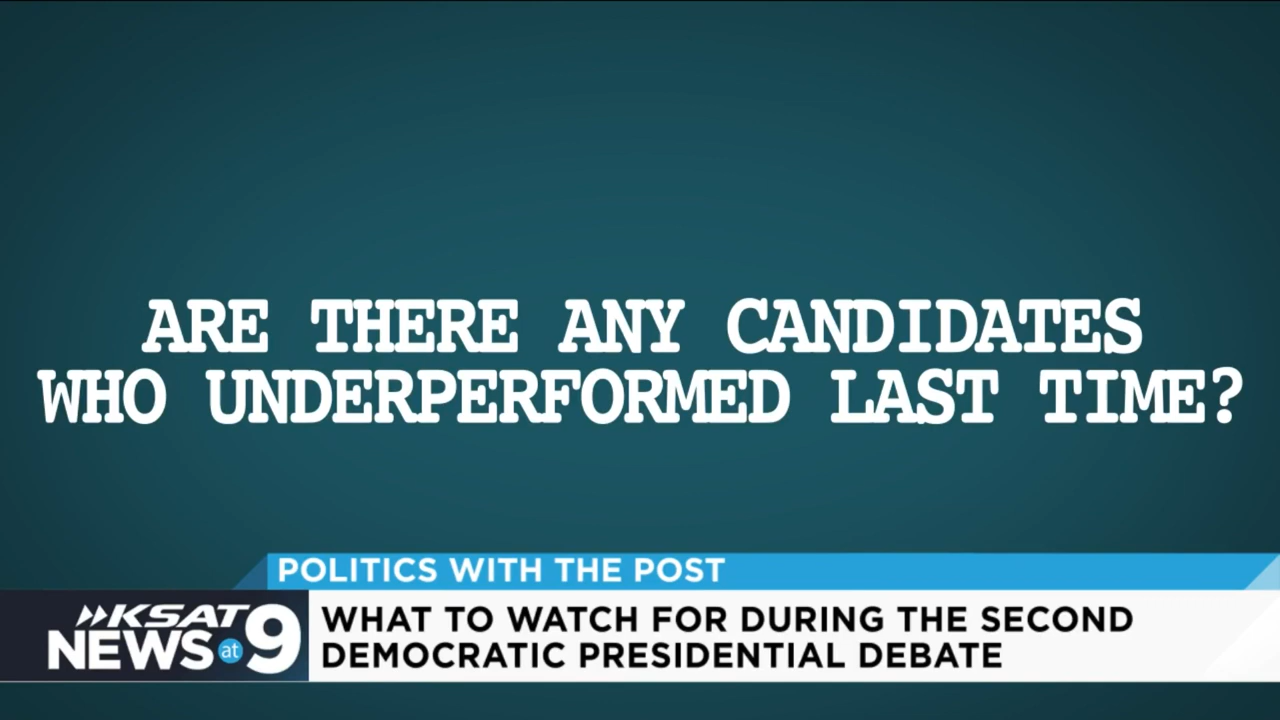 ARE THERE ANY CANDIDATES
WHO UNDERPERFORMED LAST TIME?
POLITICS WITH THE POST
KSAT
NEWS at 9
WHAT TO WATCH FOR DURING THE SECOND
DEMOCRATIC PRESIDENTIAL DEBATE